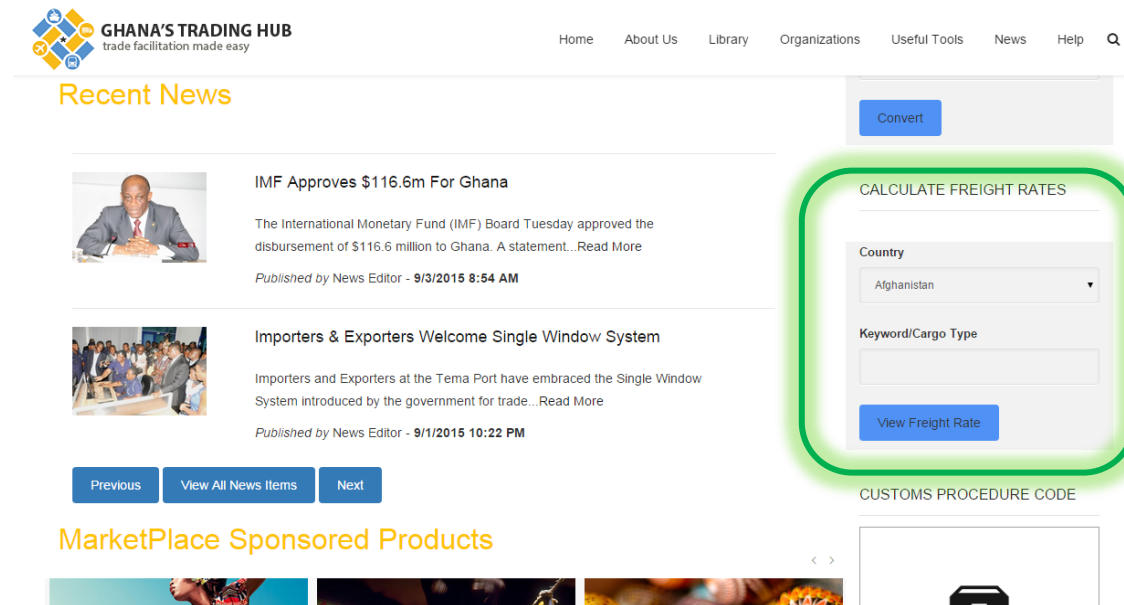 GHANA'S TRADING HUB
trade facilitation made easy
Home About Us Library Organizations Useful Tools News Help
Recent News
IMF Approves $116.6m For Ghana
The International Monetary Fund (IMF) Board Tuesday approved the
disbursement of $116.6 million to Ghana. A statement...Read More
Published by News Editor - 9/3/2015 8:54 AM
Importers & Exporters Welcome Single Window System
Importers and Exporters at the Tema Port have embraced the Single Window
System introduced by the government for trade...Read More
Published by News Editor - 9/1/2015 10:22 PM
Previous View All News Items Next
MarketPlace Sponsored Products
Convert
CALCULATE FREIGHT RATES
Country
Afghanistan
Keyword/Cargo Type
View Freight Rate
CUSTOMS PROCEDURE CODE